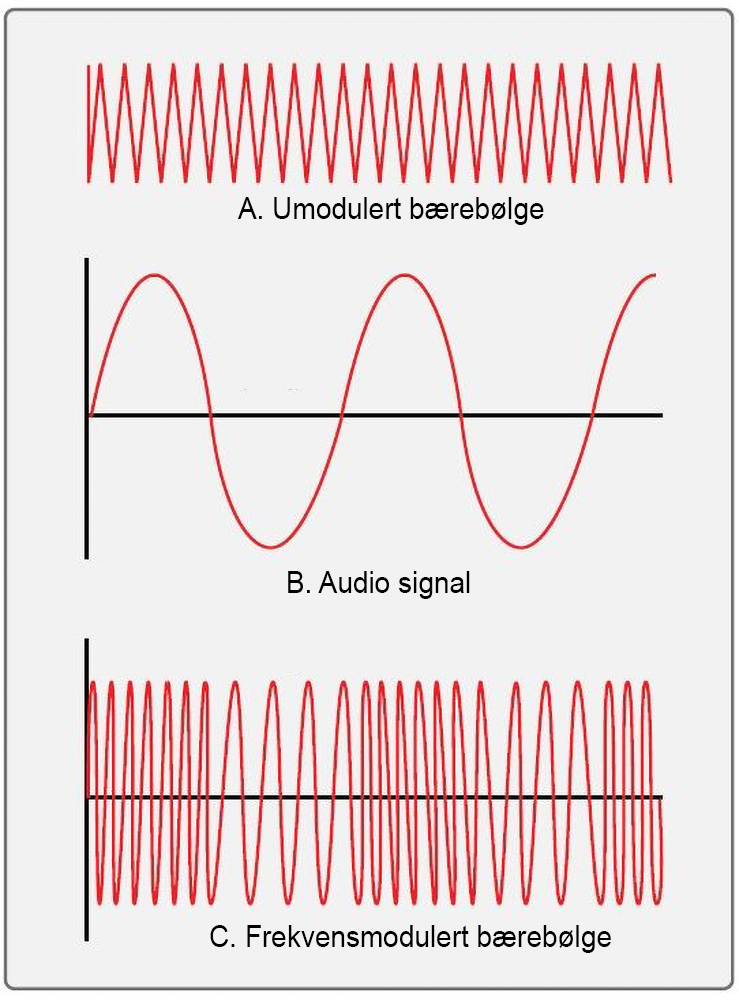 A. Umodulert bærebølge
B. Audio signal
C. Frekvensmodulert bærebølge